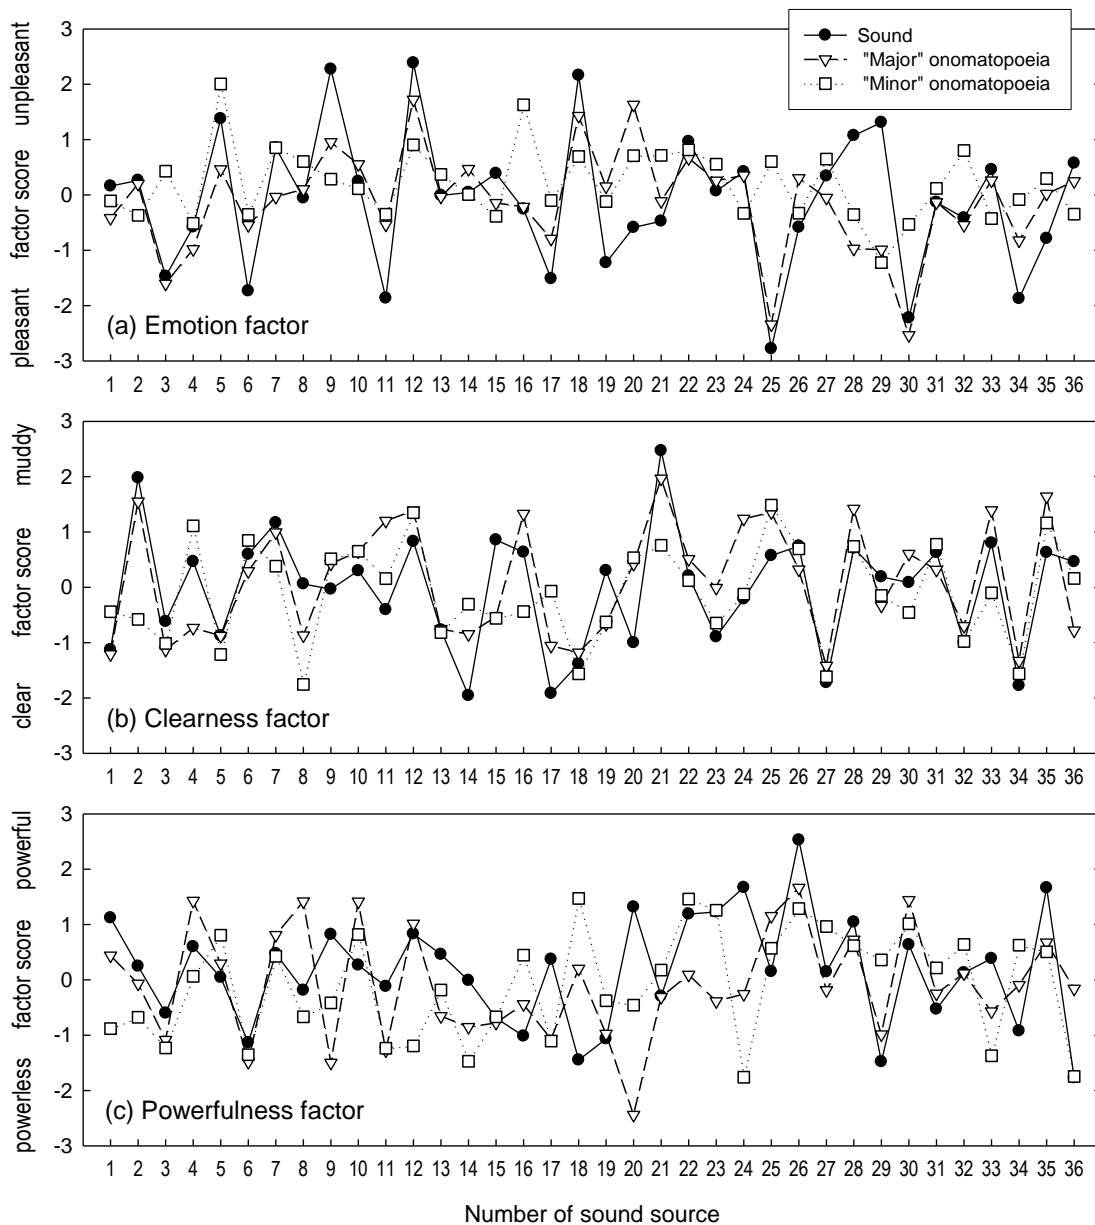 Sound
"Major" onomatopoeia
"Minor" onomatopoeia
3
2
1
0
-1
-2
-3
pleasant factor score unpleasant
(a) Emotion factor
1 2 3 4 5 6 7 8 9 10 11 12 13 14 15 16 17 18 19 20 21 22 23 24 25 26 27 28 29 30 31 32 33 34 35 36
3
2
1
0
-1
-2
-3
clear factor score muddy
(b) Clearness factor
1 2 3 4 5 6 7 8 9 10 11 12 13 14 15 16 17 18 19 20 21 22 23 24 25 26 27 28 29 30 31 32 33 34 35 36
3
2
1
0
-1
-2
-3
powerless factor score powerful
(c) Powerfulness factor
1 2 3 4 5 6 7 8 9 10 11 12 13 14 15 16 17 18 19 20 21 22 23 24 25 26 27 28 29 30 31 32 33 34 35 36
Number of sound source